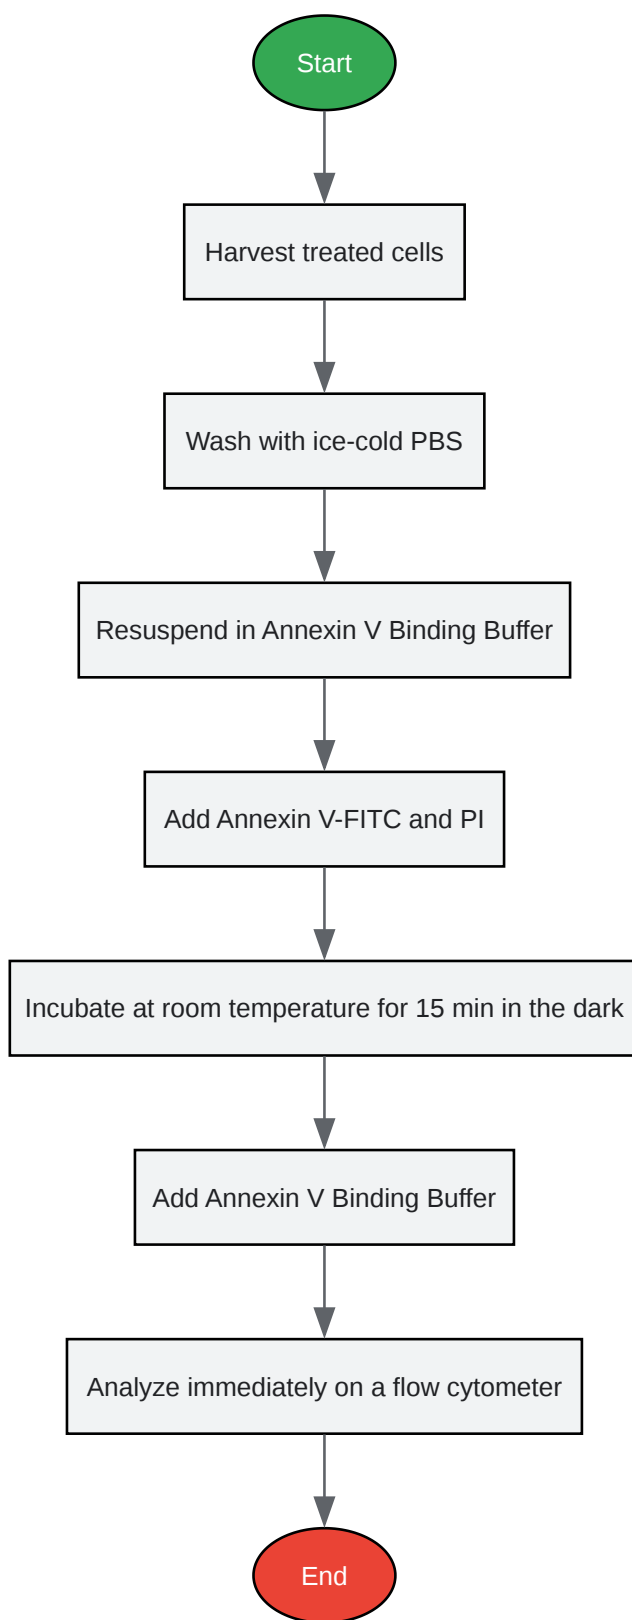 Start
Harvest treated cells
Wash with ice-cold PBS
Resuspend in Annexin V Binding Buffer
Add Annexin V-FITC and PI
Incubate at room temperature for 15 min in the dark
Add Annexin V Binding Buffer
Analyze immediately on a flow cytometer
End